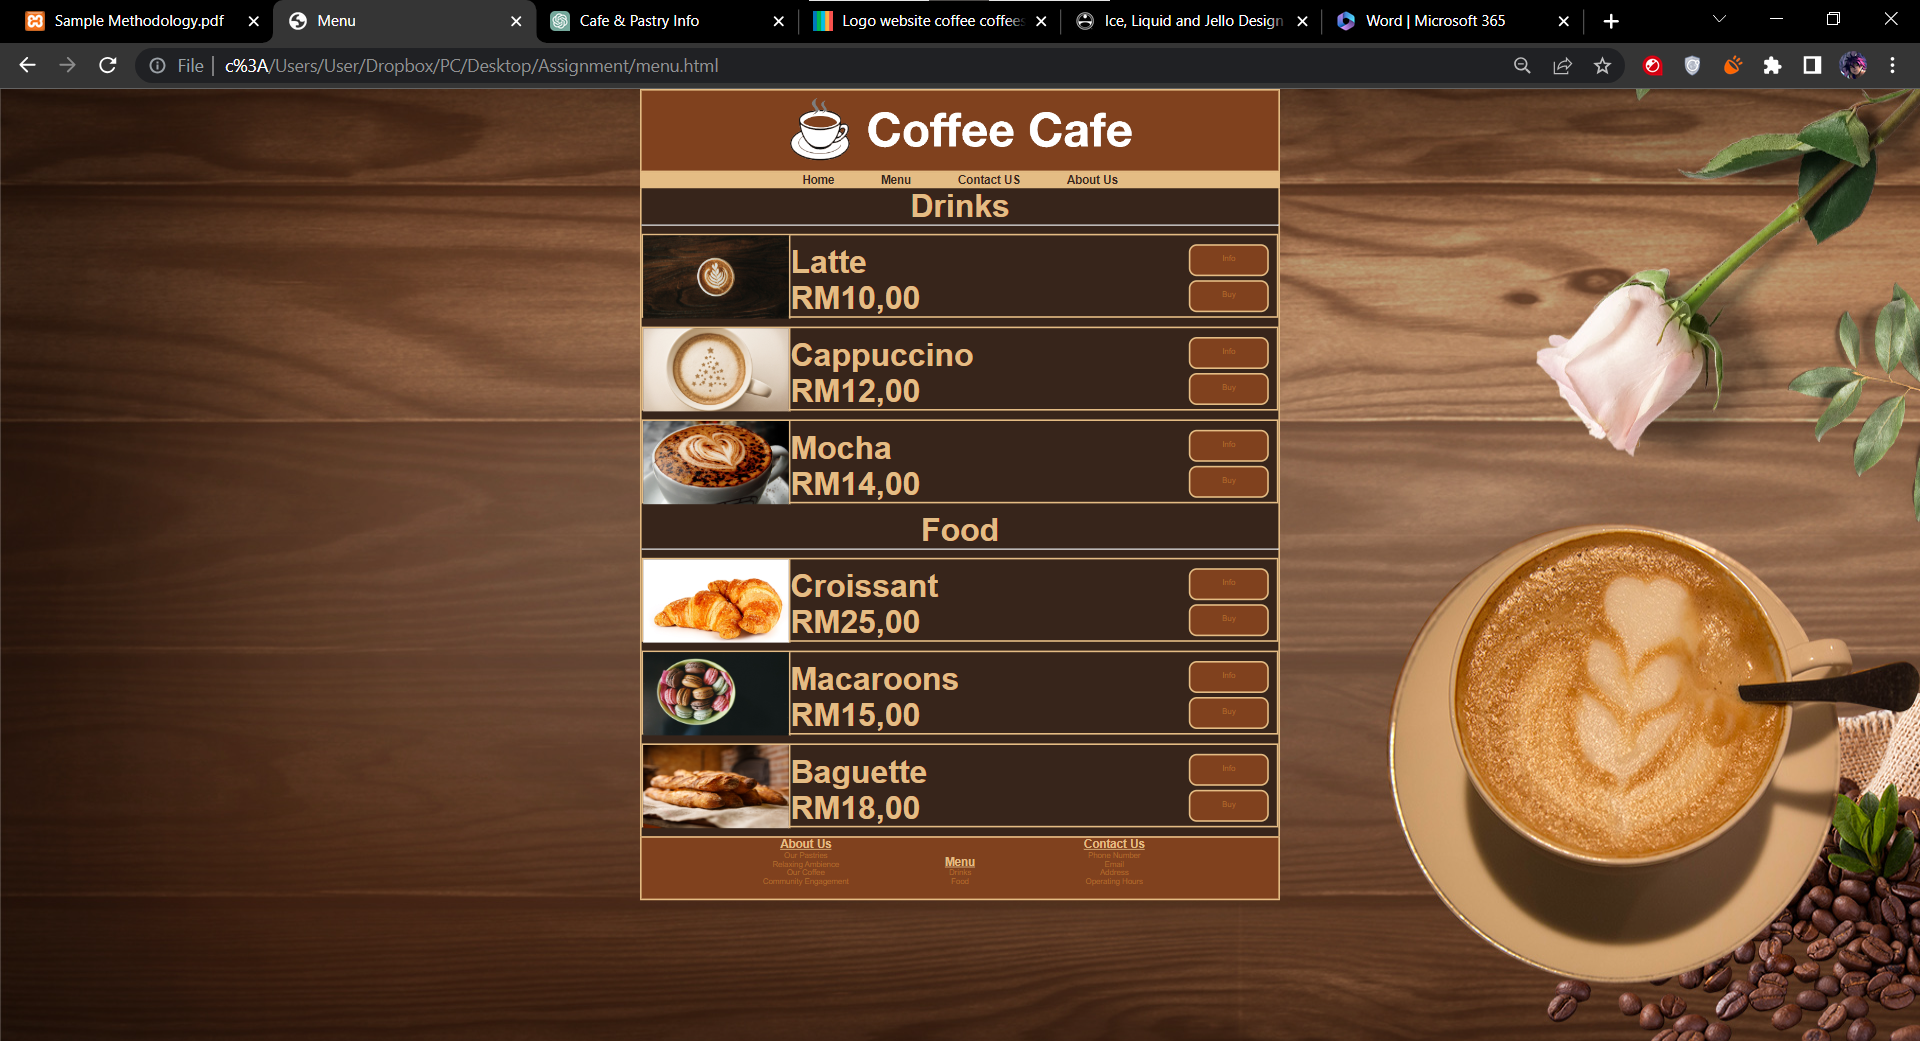 Sample Methodology.pdf
Menu
Cafe & Pastry Info
Logo website coffee coffees
Ice, Liquid and Jello Design
Word | Microsoft 365
File
c%3A/Users/User/Dropbox/PC/Desktop/Assignment/menu.html
Coffee Cafe
Home Menu Contact US About Us
Drinks
Latte
RM10,00
Info
Buy
Cappuccino
RM12,00
Info
Buy
Mocha
RM14,00
Info
Buy
Food
Croissant
RM25,00
Info
Buy
Macaroons
RM15,00
Info
Buy
Baguette
RM18,00
Info
Buy
About Us
Our Pastries
Relaxing Ambience
Our Coffee
Community Engagement
Menu
Drinks
Food
Contact Us
Phone Number
Email
Address
Operating Hours